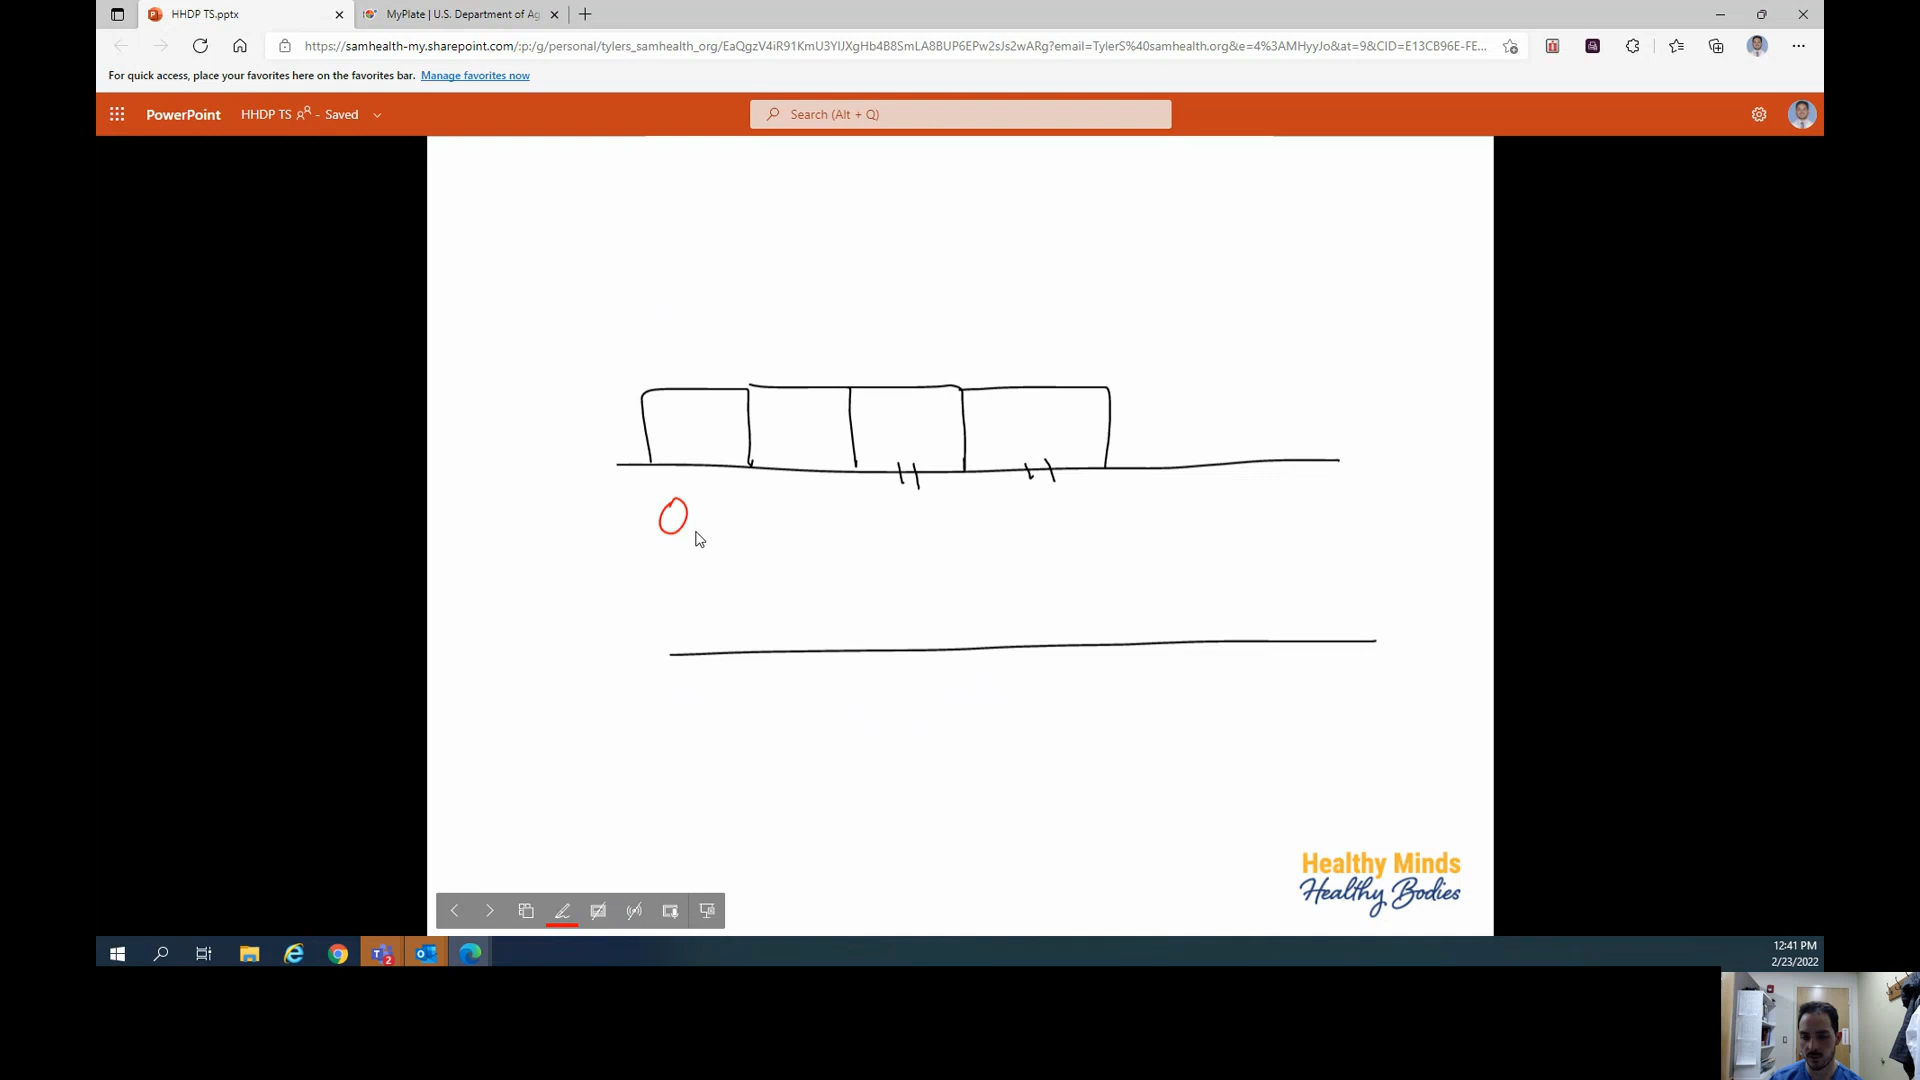 HHDP TS.pptx
MyPlate | U.S. Department of Ag
https://samhealth-my.sharepoint.com/:p:/g/personal/tylers_samhealth_org/EaQgzV4iR91KmU3YlJXgHb4B8SmLA8BUP6EPw2sJs2wARg?email=TylerS%40samhealth.org&e=4%3AMHyyJo&at=9&CID=E13CB96E-FE...
For quick access, place your favorites here on the favorites bar. Manage favorites now
PowerPoint HHDP TS - Saved
Search (Alt + Q)
Healthy Minds
Healthy Bodies
2
12:41 PM
2/23/2022